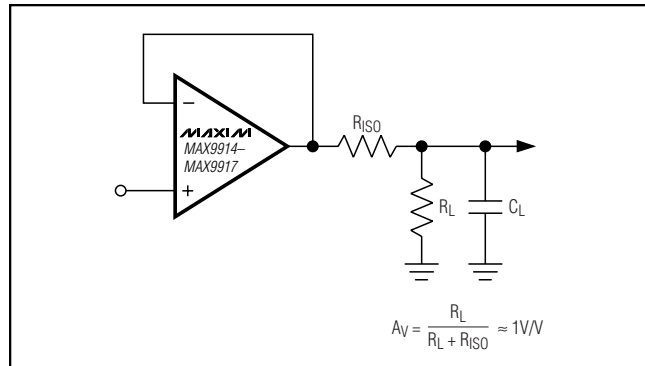 −
MAXIM
MAX9914–
MAX9917
+
RISO
RL
CL
AV = RL / RL + RISO ≈ 1V/V